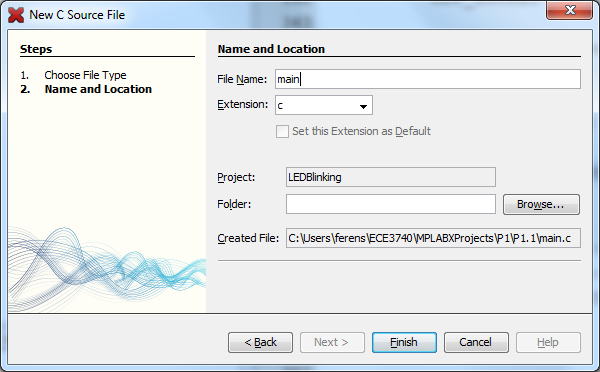 New C Source File
Steps
1. Choose File Type
2. Name and Location
Name and Location
File Name: main
Extension: c
Set this Extension as Default
Project: LEDBlinking
Folder: Browse...
Created File: C:\Users\ferens\ECE3740\MPLABXProjects\P1\P1.1\main.c
< Back Next > Finish Cancel Help